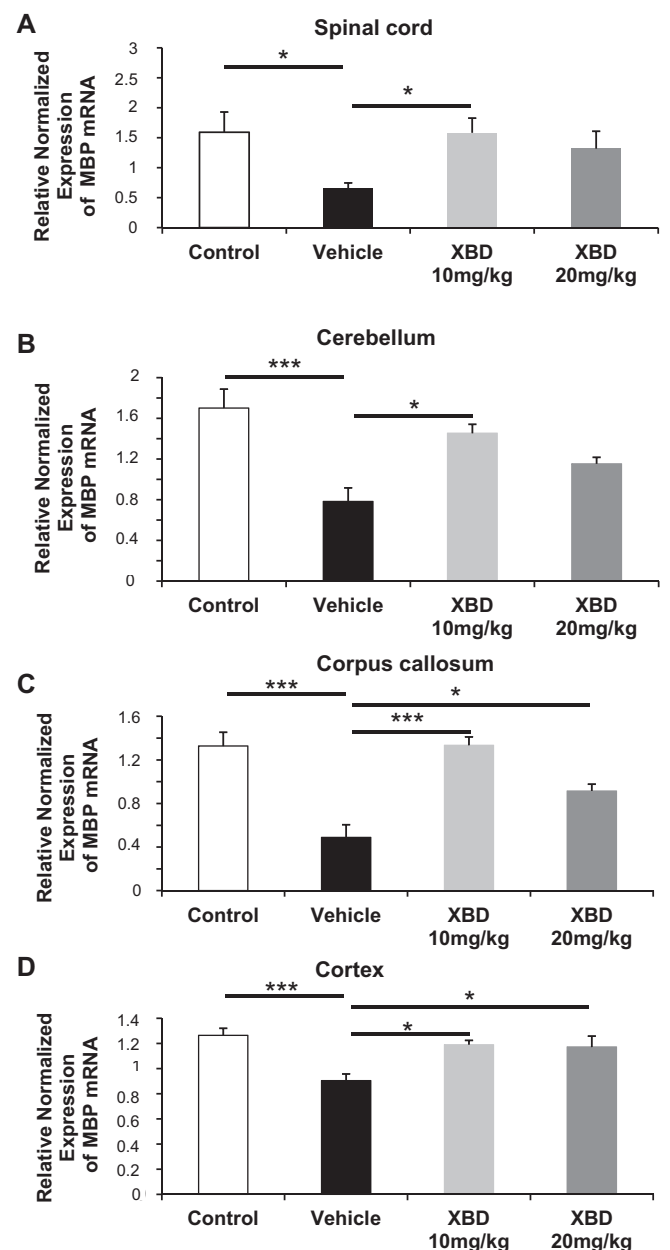 A
Spinal cord
Relative Normalized
Expression
of MBP mRNA
3
2.5
2
1.5
1
0.5
0
*
*
Control
Vehicle
XBD
10mg/kg
XBD
20mg/kg
B
Cerebellum
Relative Normalized
Expression
of MBP mRNA
2
1.6
1.2
0.8
0.4
0
***
*
Control
Vehicle
XBD
10mg/kg
XBD
20mg/kg
C
Corpus callosum
Relative Normalized
Expression
of MBP mRNA
1.6
1.2
0.8
0.4
0
***
*
***
Control
Vehicle
XBD
10mg/kg
XBD
20mg/kg
D
Cortex
Relative Normalized
Expression
of MBP mRNA
1.4
1.2
1
0.8
0.6
0.4
0.2
0
***
*
*
Control
Vehicle
XBD
10mg/kg
XBD
20mg/kg